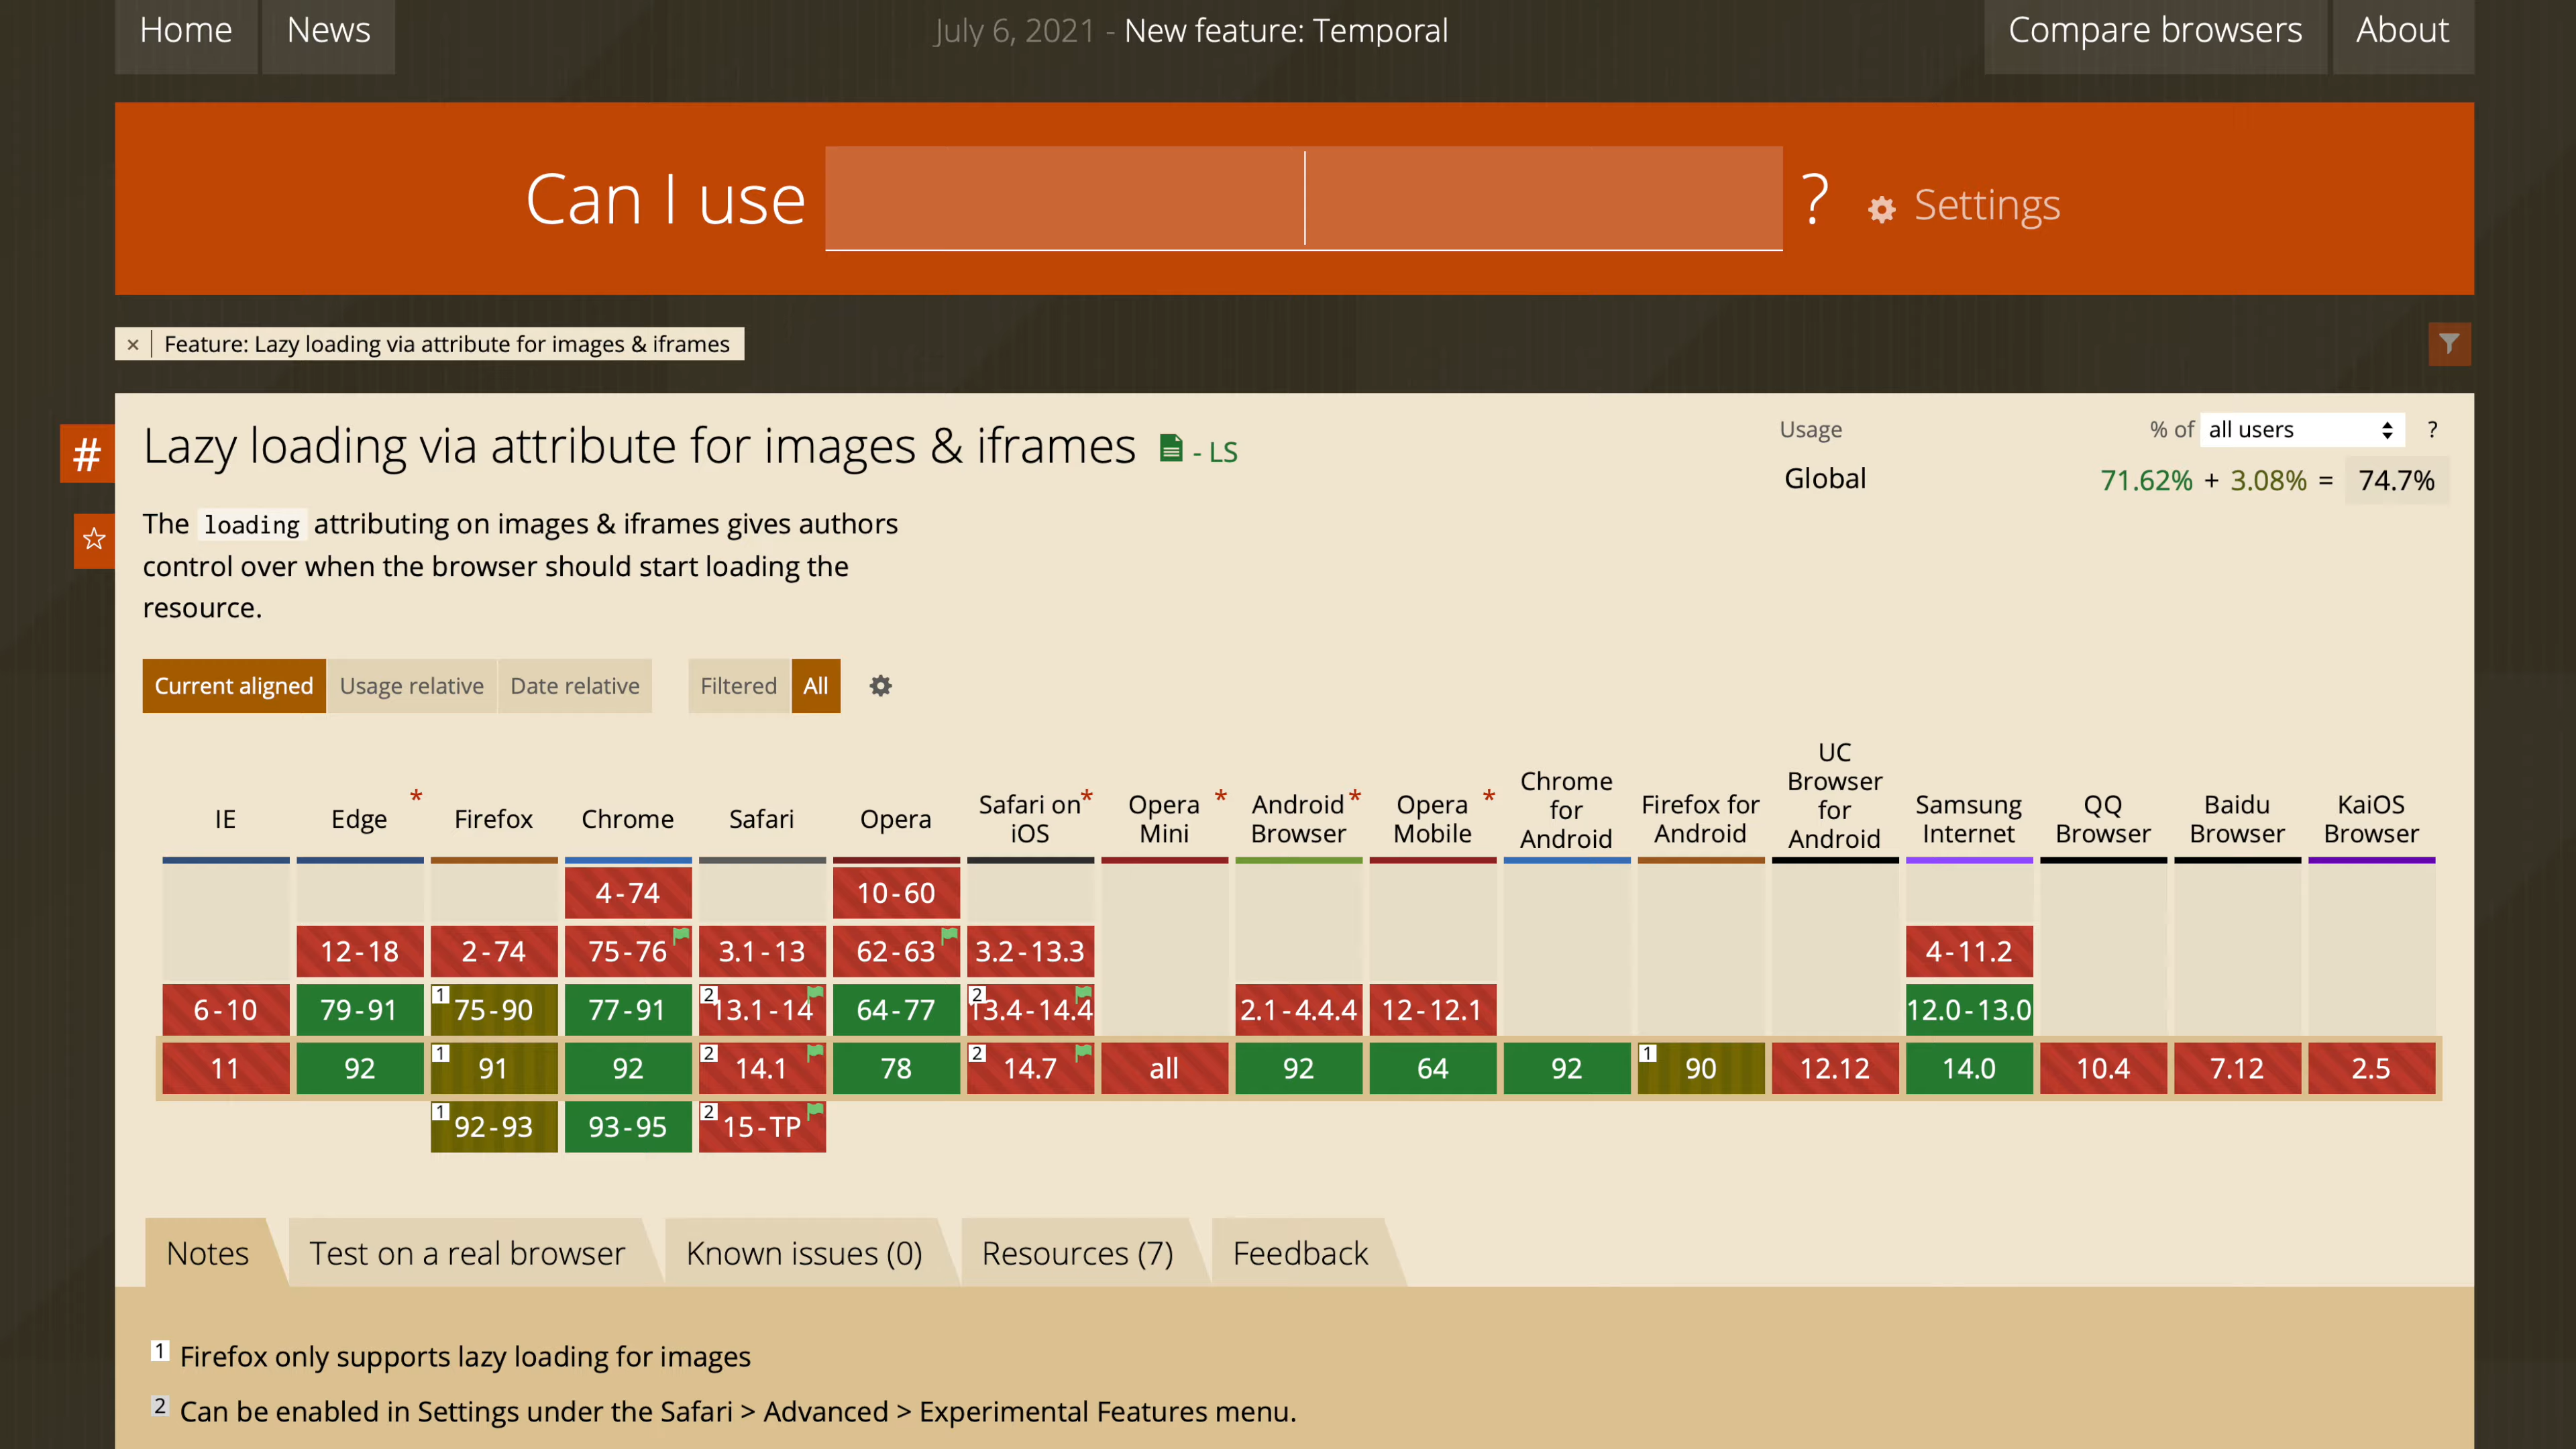 Home News July 6, 2021 - New feature: Temporal Compare browsers About
Can I use ? Settings
× Feature: Lazy loading via attribute for images & iframes
# Lazy loading via attribute for images & iframes - LS
Usage % of all users ?
Global 71.62% + 3.08% = 74.7%
The loading attributing on images & iframes gives authors
control over when the browser should start loading the
resource.
Current aligned Usage relative Date relative Filtered All
IE Edge * Firefox Chrome Safari Opera Safari on iOS * Opera Mini * Android Browser * Opera Mobile * Chrome for Android Firefox for Android UC Browser for Android Samsung Internet QQ Browser Baidu Browser KaiOS Browser
4-74 10-60
12-18 2-74 75-76 3.1-13 62-63 3.2-13.3 4-11.2
6-10 79-91 1 75-90 77-91 2 13.1-14 64-77 2 13.4-14.4 2.1-4.4.4 12-12.1 12.0-13.0
11 92 1 91 92 2 14.1 78 2 14.7 all 92 64 92 1 90 12.12 14.0 10.4 7.12 2.5
1 92-93 93-95 2 15-TP
Notes Test on a real browser Known issues (0) Resources (7) Feedback
1 Firefox only supports lazy loading for images
2 Can be enabled in Settings under the Safari > Advanced > Experimental Features menu.